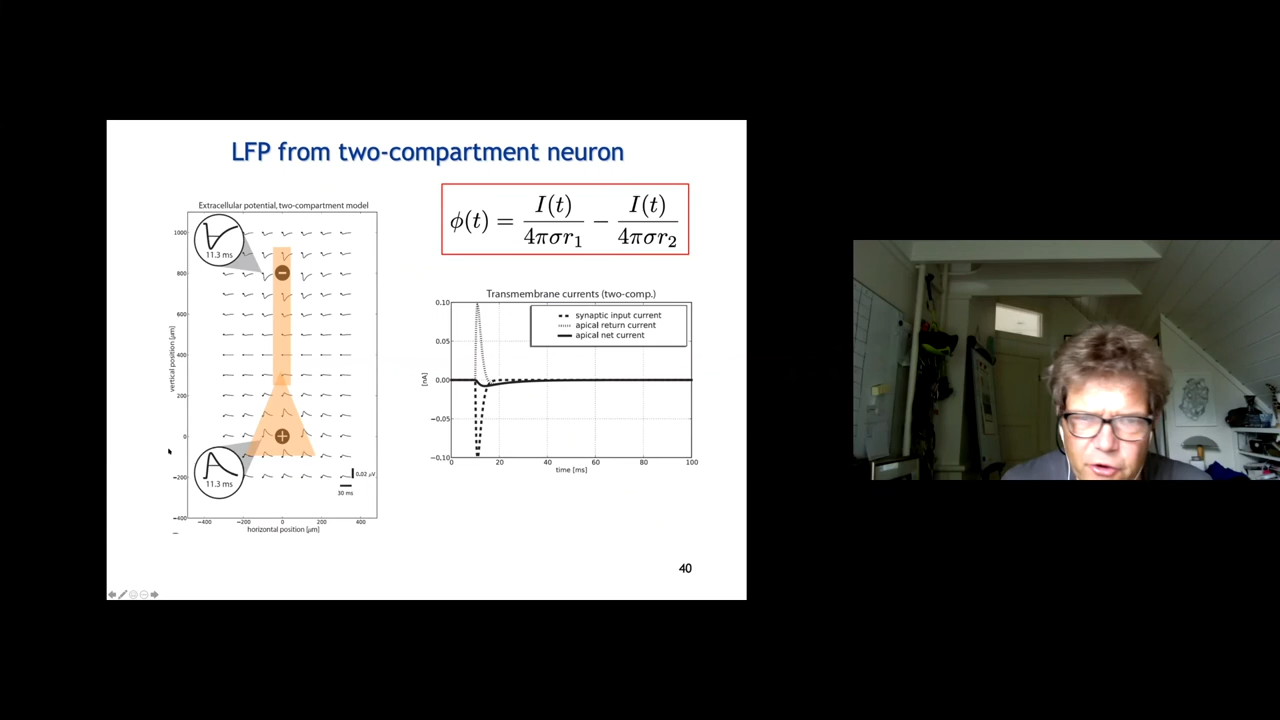 LFP from two-compartment neuron
Extracellular potential, two-compartment model
1000
800
600
400
200
0
−200
−400
−400
−200
0
200
400
vertical position [μm]
horizontal position [μm]
11.3 ms
11.3 ms
−
+
0.02 μV
30 ms
ϕ(t) = I(t)/4πσr₁ − I(t)/4πσr₂
Transmembrane currents (two-comp.)
synaptic input current
apical return current
apical net current
0.10
0.05
0.00
−0.05
−0.10
[nA]
0
20
40
60
80
100
time [ms]
40